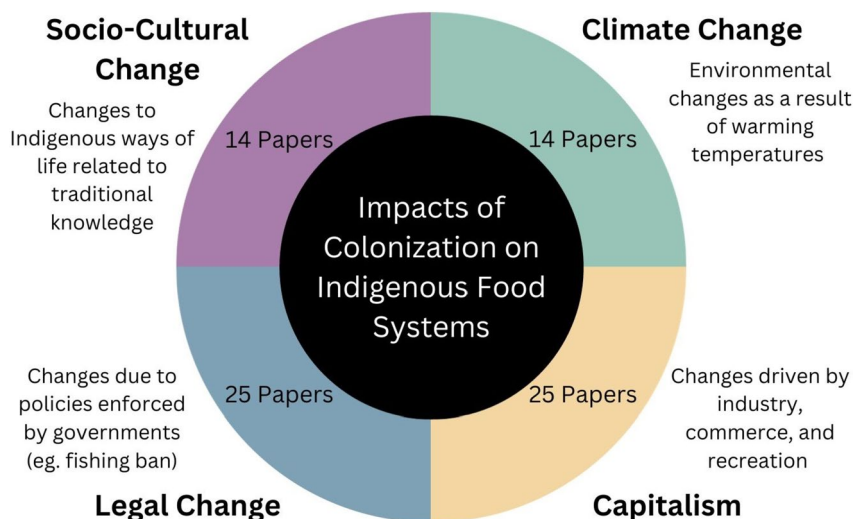 Socio-Cultural
Change
Changes to
Indigenous ways of
life related to
traditional
knowledge
14 Papers
Climate Change
Environmental
changes as a result
of warming
temperatures
14 Papers
Impacts of
Colonization on
Indigenous Food
Systems
Changes due to
policies enforced
by governments
(eg. fishing ban)
Legal Change
25 Papers
25 Papers
Changes driven by
industry,
commerce, and
recreation
Capitalism